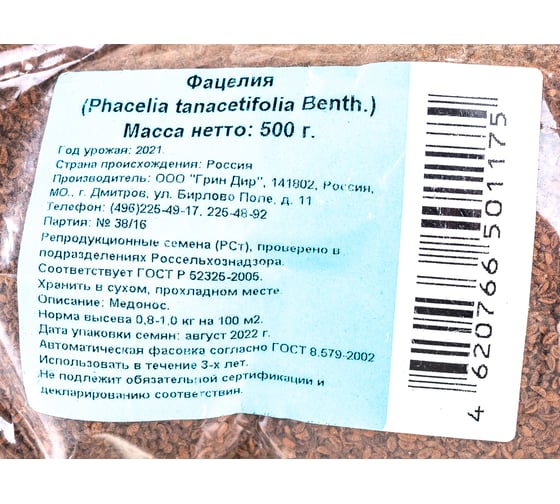 Фацелия
(Phacelia tanacetifolia Benth.)
Масса нетто: 500 г.
Год урожая: 2021.
Страна происхождения: Россия
Производитель: ООО "Грин Дир", 141802, Россия,
МО., г. Дмитров, ул. Бирлово Поле, д. 11
Телефон: (496)225-49-17. 225-48-92
Партия: № 38/16
Репродукционные семена (РСт), проверено в
подразделениях Россельхознадзора.
Соответствует ГОСТ Р 52325-2005.
Хранить в сухом, прохладном месте.
Описание: Медонос.
Норма высева 0,8-1,0 кг на 100 м2.
Дата упаковки семян: август 2022 г.
Автоматическая фасовка согласно ГОСТ 8.579-2002
Использовать в течение 3-х лет.
Не подлежит обязательной сертификации и
декларированию соответствия.
4 620766 501175